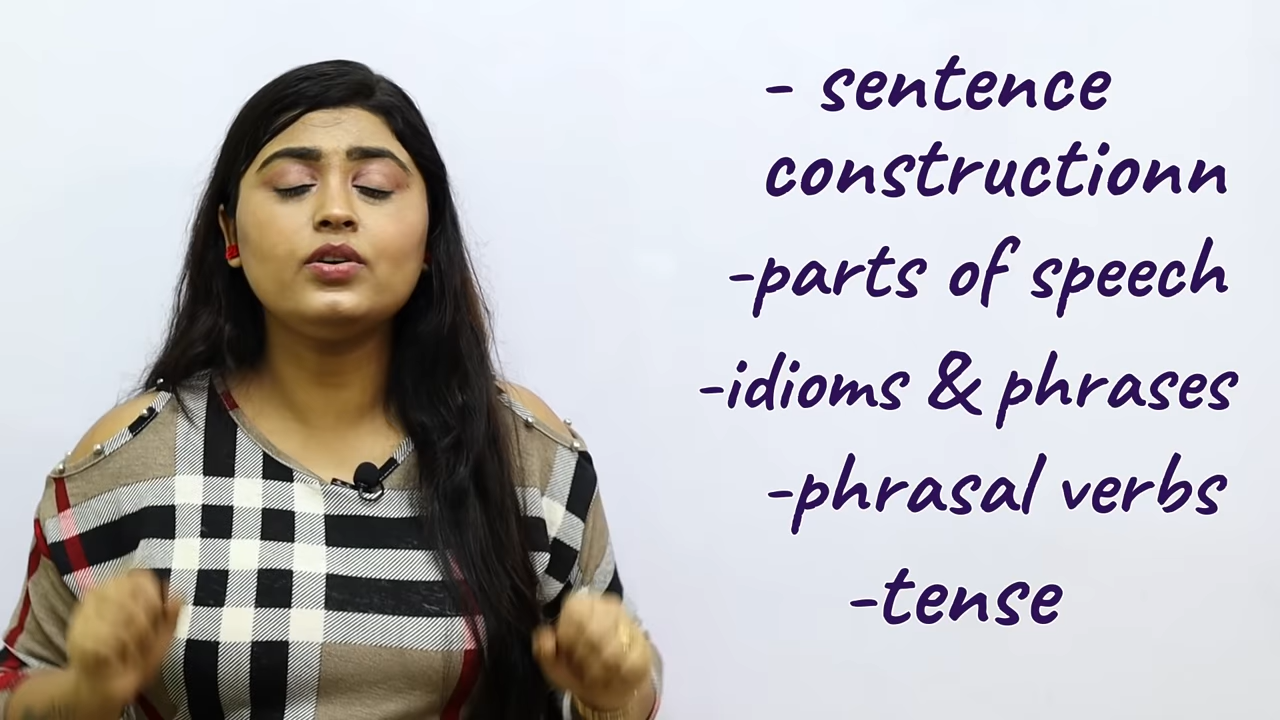 - sentence
constructionn
-parts of speech
-idioms & phrases
-phrasal verbs
-tense